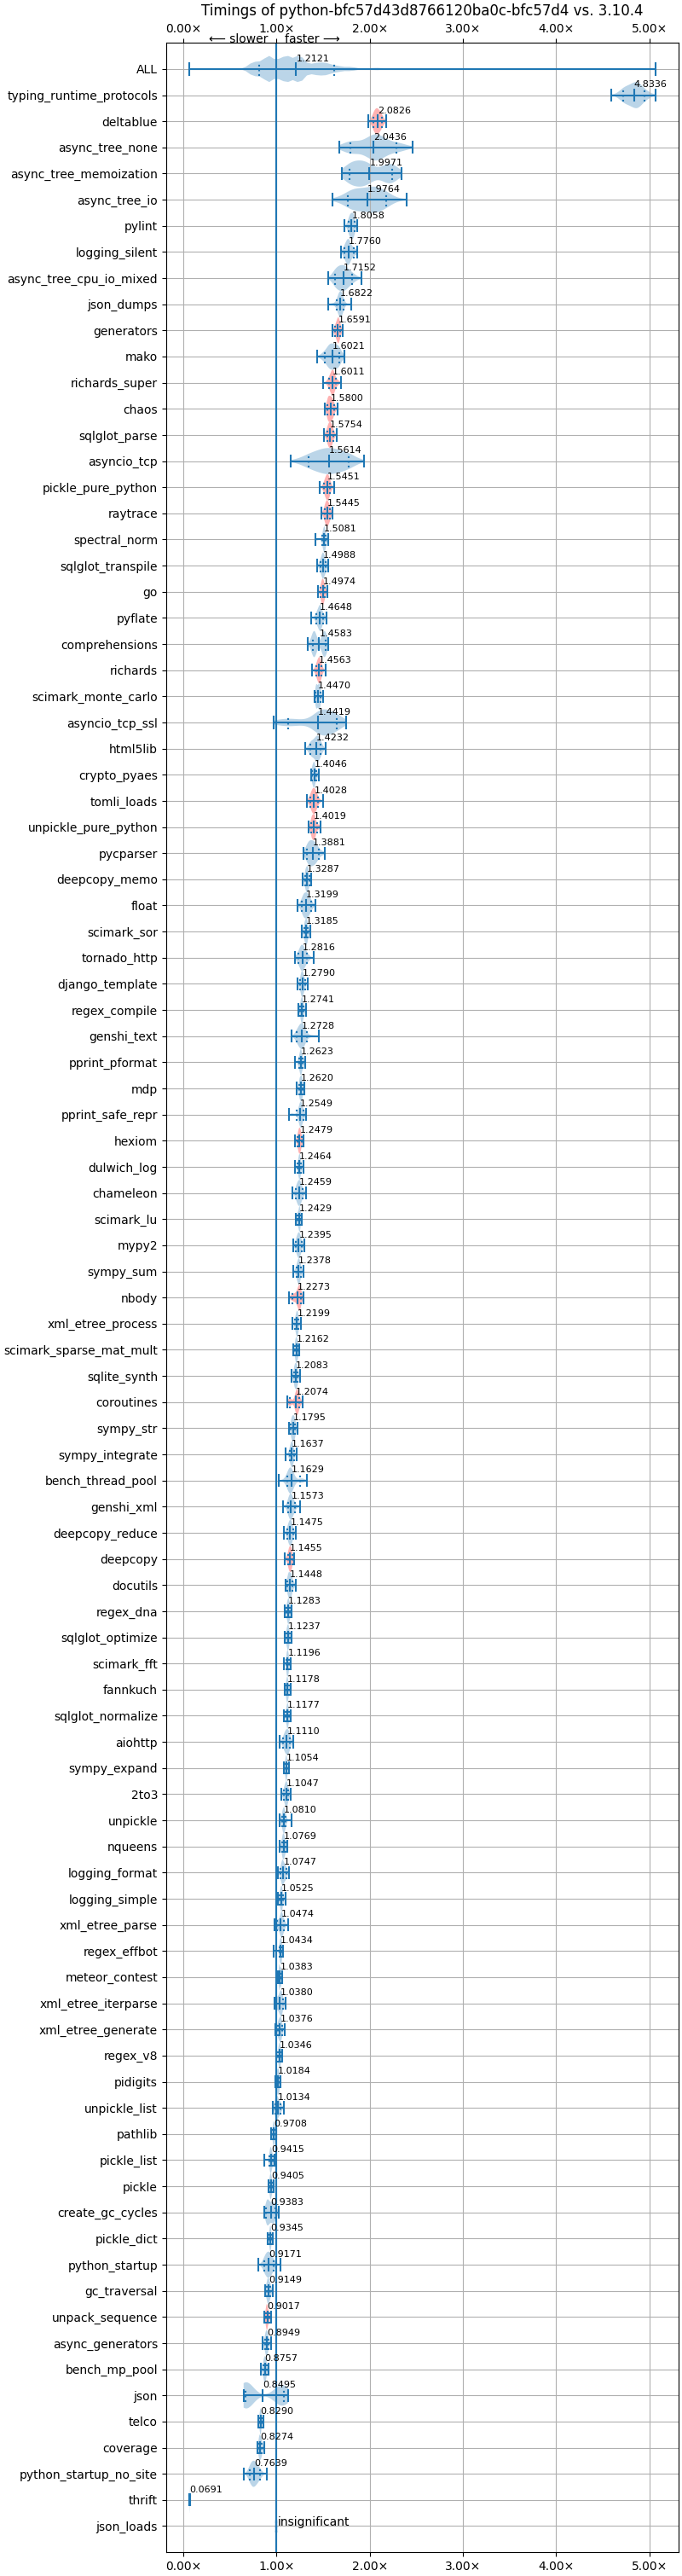 Timings of python-bfc57d43d8766120ba0c-bfc57d4 vs. 3.10.4
0.00× 1.00× 2.00× 3.00× 4.00× 5.00×
← slower faster →
ALL 1.2121
typing_runtime_protocols 4.8336
deltablue 2.0826
async_tree_none 2.0436
async_tree_memoization 1.9971
async_tree_io 1.9764
pylint 1.8058
logging_silent 1.7760
async_tree_cpu_io_mixed 1.7152
json_dumps 1.6822
generators 1.6591
mako 1.6021
richards_super 1.6011
chaos 1.5800
sqlglot_parse 1.5754
asyncio_tcp 1.5614
pickle_pure_python 1.5451
raytrace 1.5445
spectral_norm 1.5081
sqlglot_transpile 1.4988
go 1.4974
pyflate 1.4648
comprehensions 1.4583
richards 1.4563
scimark_monte_carlo 1.4470
asyncio_tcp_ssl 1.4419
html5lib 1.4232
crypto_pyaes 1.4046
tomli_loads 1.4028
unpickle_pure_python 1.4019
pycparser 1.3881
deepcopy_memo 1.3287
float 1.3199
scimark_sor 1.3185
tornado_http 1.2816
django_template 1.2790
regex_compile 1.2741
genshi_text 1.2728
pprint_pformat 1.2623
mdp 1.2620
pprint_safe_repr 1.2549
hexiom 1.2479
dulwich_log 1.2464
chameleon 1.2459
scimark_lu 1.2429
mypy2 1.2395
sympy_sum 1.2378
nbody 1.2273
xml_etree_process 1.2199
scimark_sparse_mat_mult 1.2162
sqlite_synth 1.2083
coroutines 1.2074
sympy_str 1.1795
sympy_integrate 1.1637
bench_thread_pool 1.1629
genshi_xml 1.1573
deepcopy_reduce 1.1475
deepcopy 1.1455
docutils 1.1448
regex_dna 1.1283
sqlglot_optimize 1.1237
scimark_fft 1.1196
fannkuch 1.1178
sqlglot_normalize 1.1177
aiohttp 1.1110
sympy_expand 1.1054
2to3 1.1047
unpickle 1.0810
nqueens 1.0769
logging_format 1.0747
logging_simple 1.0525
xml_etree_parse 1.0474
regex_effbot 1.0434
meteor_contest 1.0383
xml_etree_iterparse 1.0380
xml_etree_generate 1.0376
regex_v8 1.0346
pidigits 1.0184
unpickle_list 1.0134
pathlib 0.9708
pickle_list 0.9415
pickle 0.9405
create_gc_cycles 0.9383
pickle_dict 0.9345
python_startup 0.9171
gc_traversal 0.9149
unpack_sequence 0.9017
async_generators 0.8949
bench_mp_pool 0.8757
json 0.8495
telco 0.8290
coverage 0.8274
python_startup_no_site 0.7639
thrift 0.0691
json_loads insignificant
0.00× 1.00× 2.00× 3.00× 4.00× 5.00×